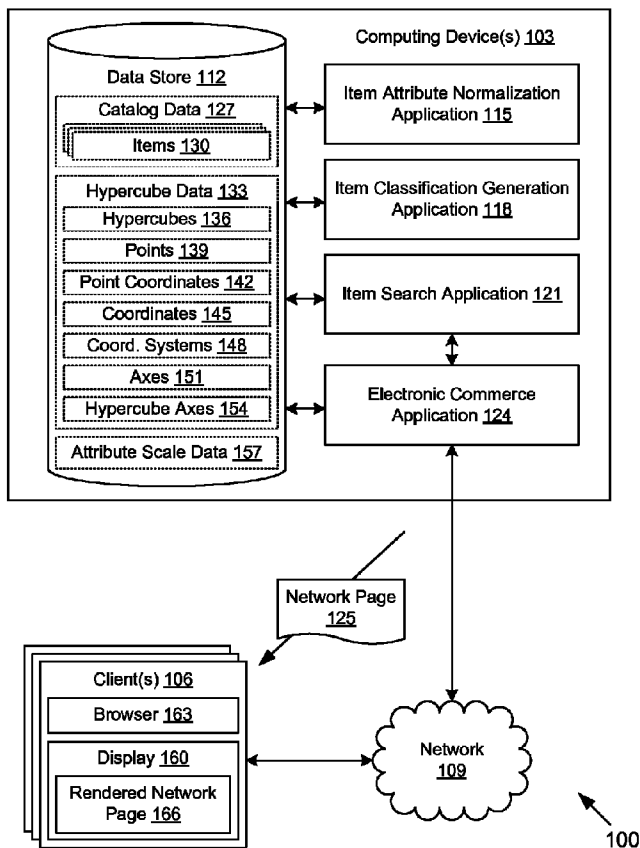 Computing Device(s) 103
Data Store 112
Catalog Data 127
Items 130
Hypercube Data 133
Hypercubes 136
Points 139
Point Coordinates 142
Coordinates 145
Coord. Systems 148
Axes 151
Hypercube Axes 154
Attribute Scale Data 157
Item Attribute Normalization
Application 115
Item Classification Generation
Application 118
Item Search Application 121
Electronic Commerce
Application 124
Network Page
125
Client(s) 106
Browser 163
Display 160
Rendered Network
Page 166
Network
109
100